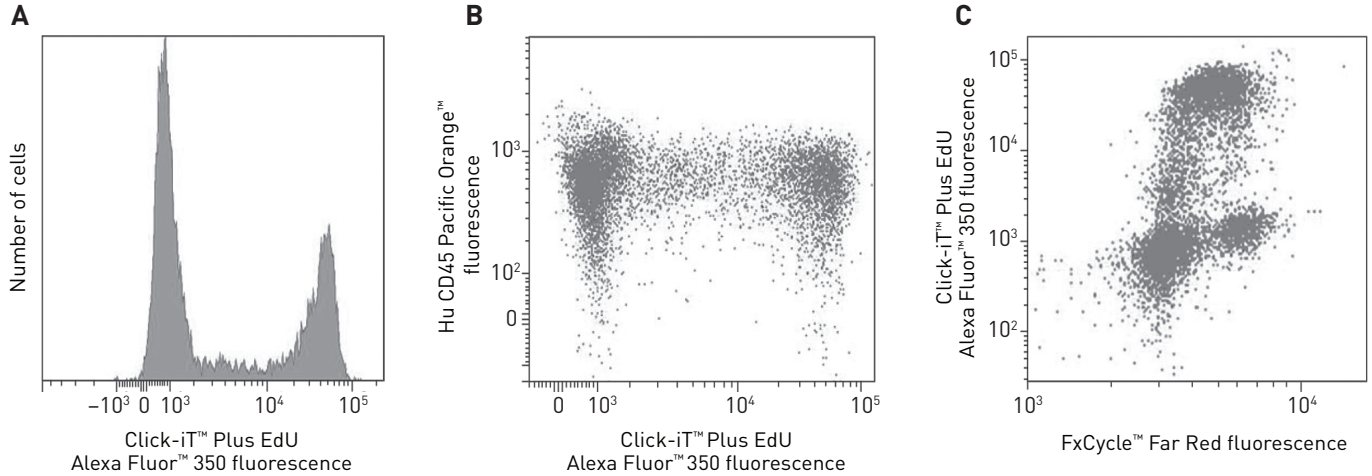 A
Number of cells
−10³ 0 10³ 10⁴ 10⁵
Click-iT™ Plus EdU
Alexa Fluor™ 350 fluorescence
B
Hu CD45 Pacific Orange™
fluorescence
10³
10²
0
0 10³ 10⁴ 10⁵
Click-iT™ Plus EdU
Alexa Fluor™ 350 fluorescence
C
Click-iT™ Plus EdU
Alexa Fluor™ 350 fluorescence
10⁵
10⁴
10³
10²
10³ 10⁴
FxCycle™ Far Red fluorescence